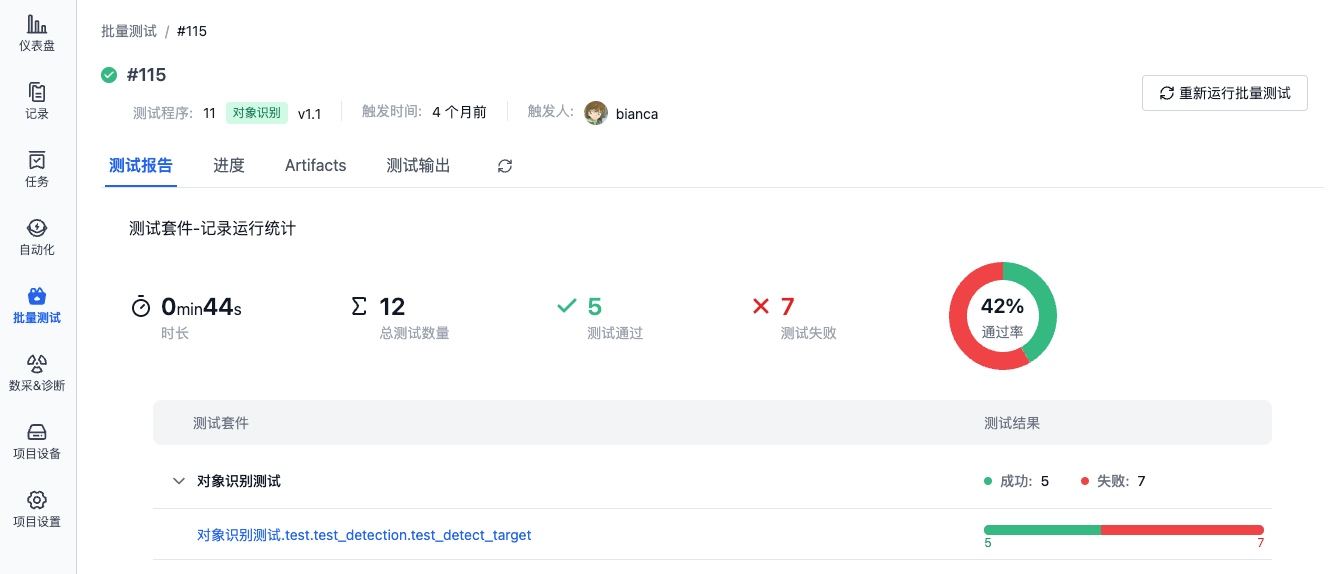 仪表盘
记录
任务
自动化
批量测试
数采&诊断
项目设备
项目设置
批量测试 / #115
#115
测试程序: 11 对象识别 v1.1 触发时间: 4 个月前 触发人: bianca
重新运行批量测试
测试报告 进度 Artifacts 测试输出
测试套件-记录运行统计
0min44s
时长
12
总测试数量
5
测试通过
7
测试失败
42%
通过率
测试套件 测试结果
对象识别测试 成功: 5 失败: 7
对象识别测试.test.test_detection.test_detect_target
5 7